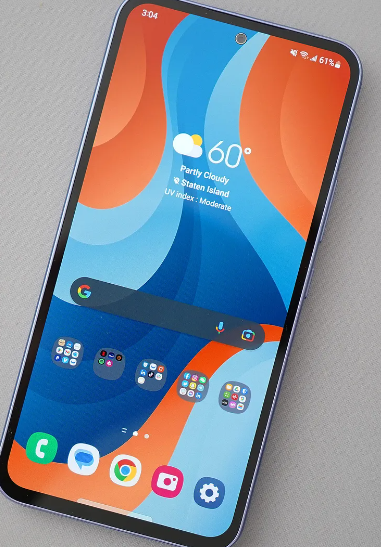 3:04
61%
60°
Partly Cloudy
Staten Island
UV index : Moderate
G